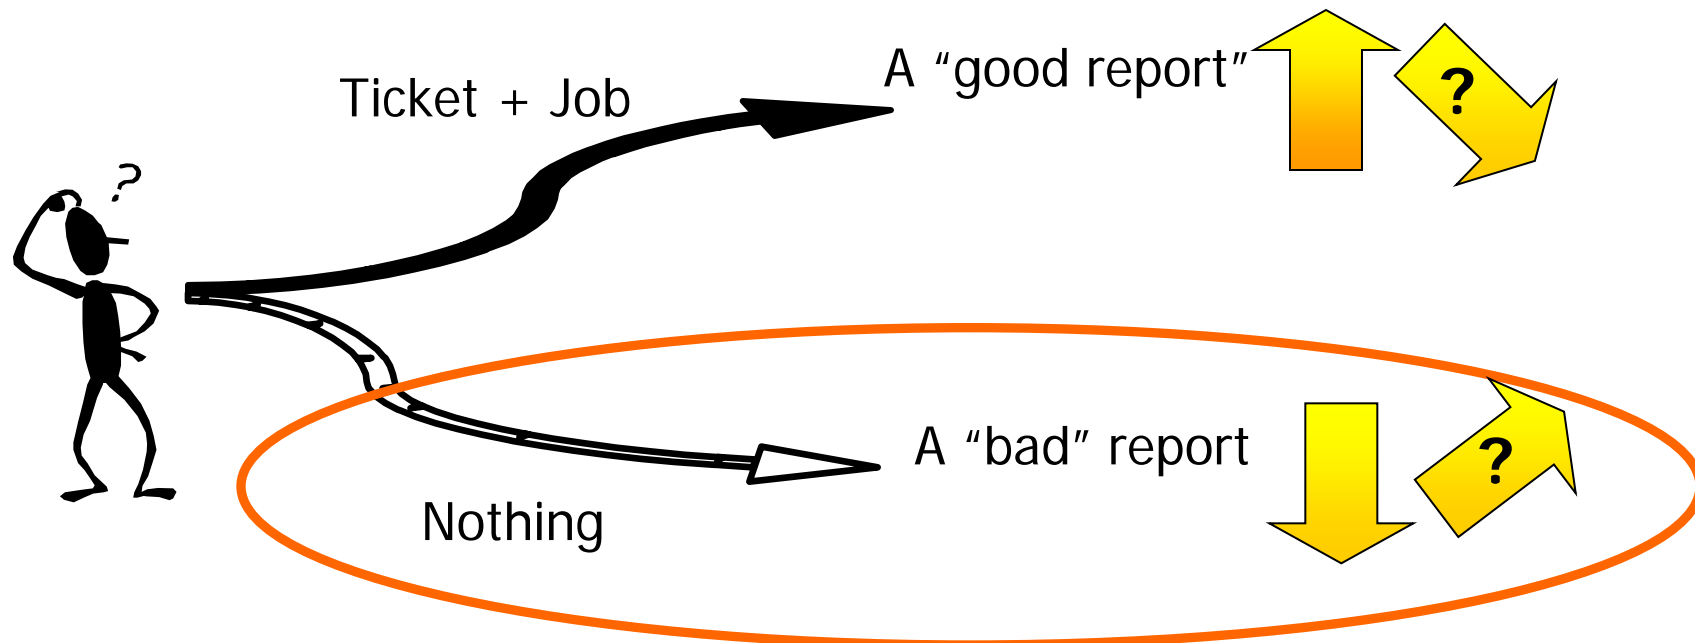 A “good report”
?
Ticket + Job
?
A “bad” report
?
Nothing